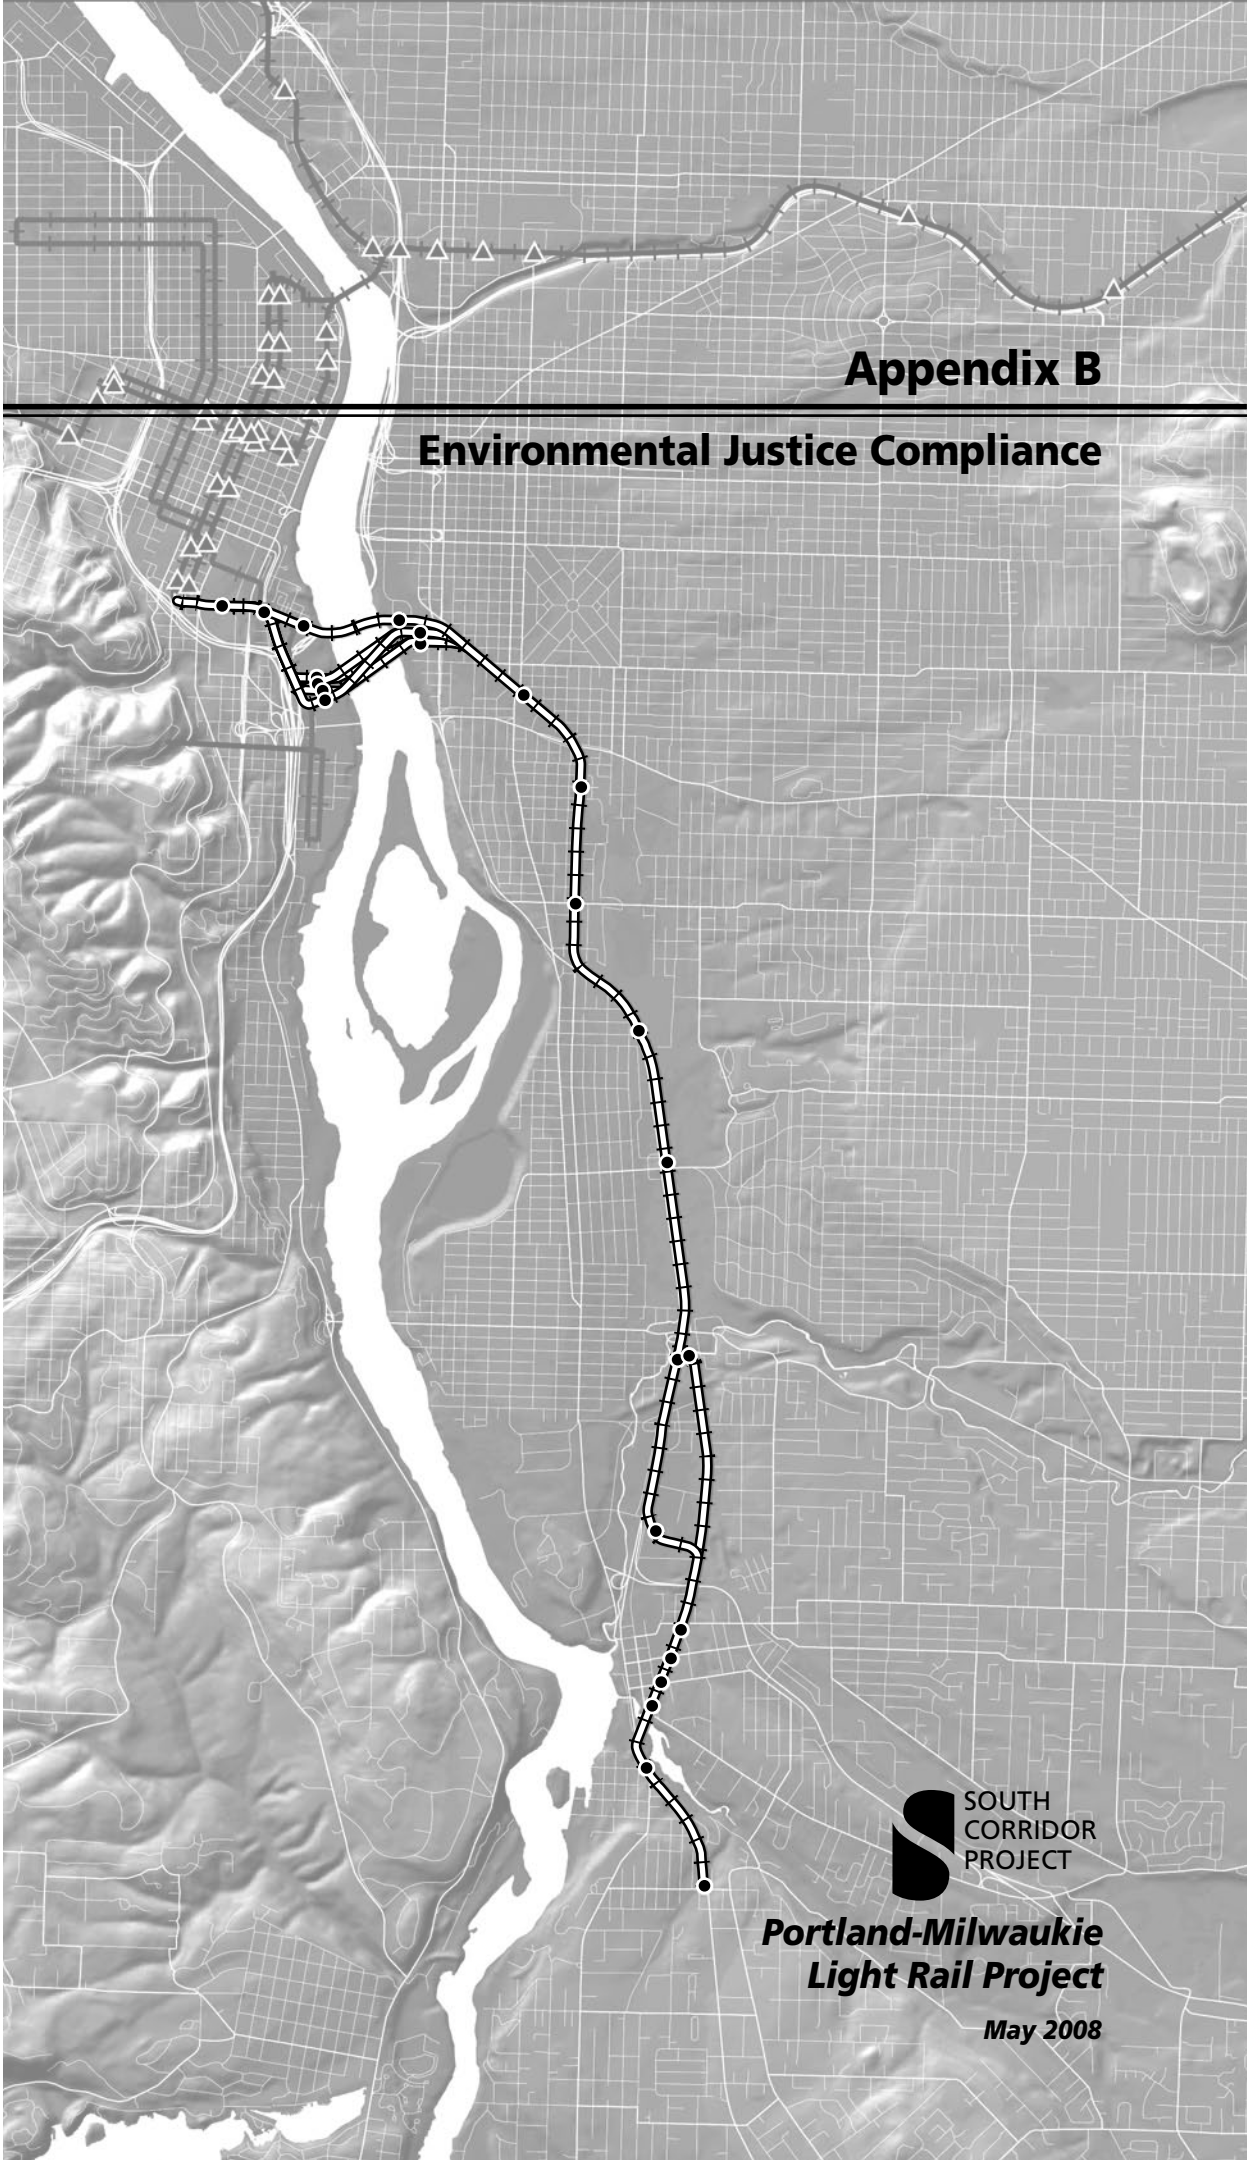 Appendix B
Environmental Justice Compliance
SOUTH
CORRIDOR
PROJECT
Portland-Milwaukie
Light Rail Project
May 2008